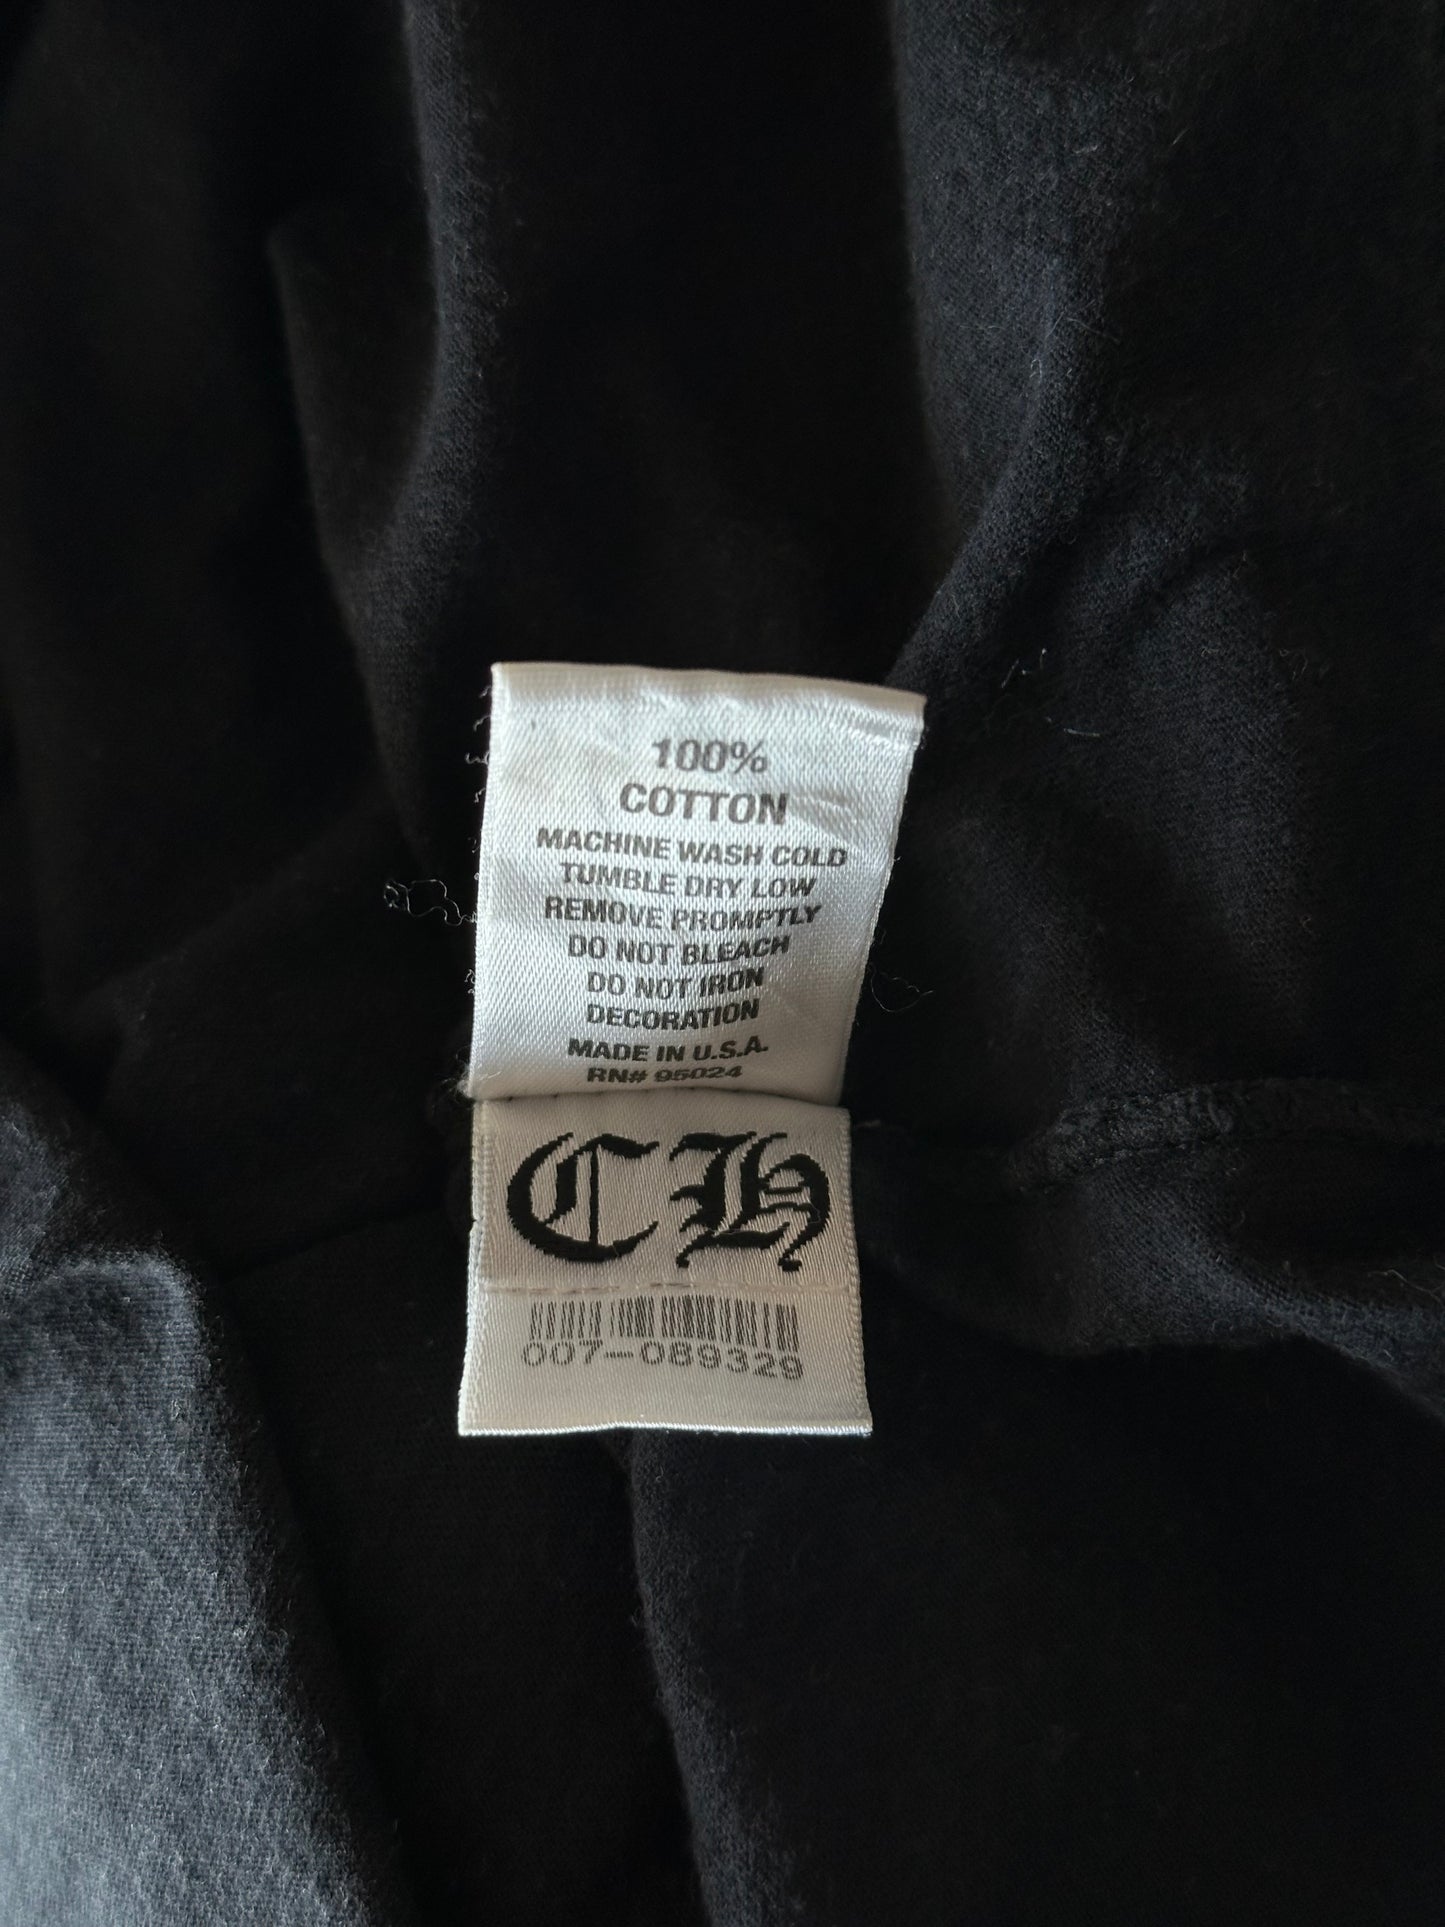 100%
COTTON
MACHINE WASH COLD
TUMBLE DRY LOW
REMOVE PROMPTLY
DO NOT BLEACH
DO NOT IRON
DECORATION
MADE IN U.S.A.
RN# 95024
CH
007-089329